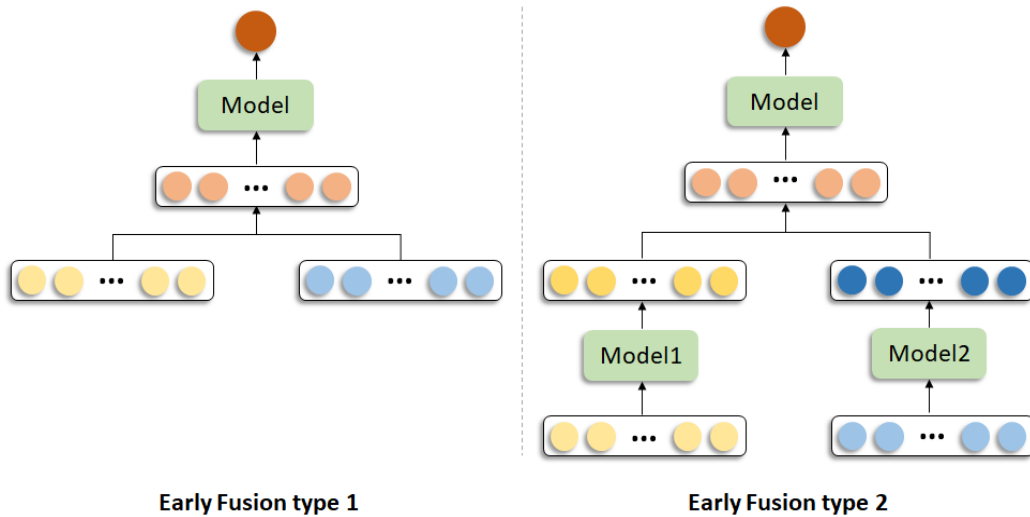 Model
Model
Model1
Model2
Early Fusion type 1
Early Fusion type 2